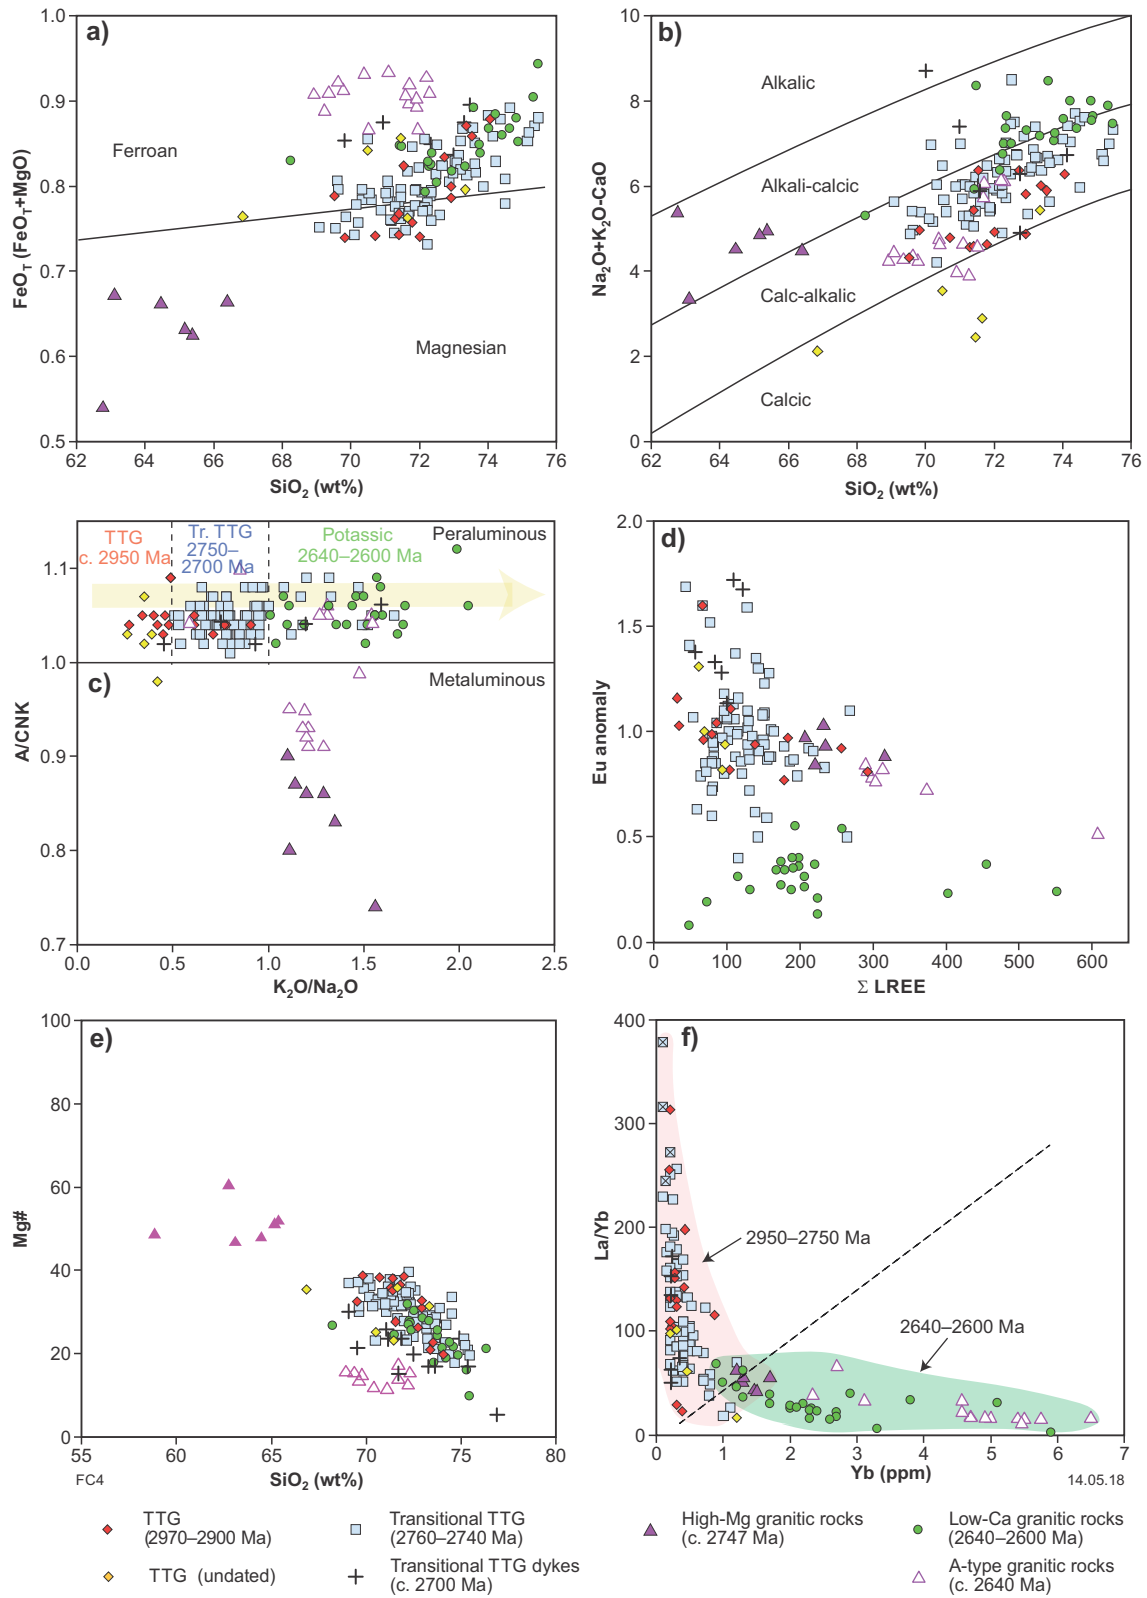 a)
1.0
0.9
0.8
0.7
0.6
0.5
FeO_T (FeO_T+MgO)
Ferroan
Magnesian
62
64
66
68
70
72
74
76
SiO₂ (wt%)
b)
10
8
6
4
2
0
Na₂O+K₂O-CaO
Alkalic
Alkali-calcic
Calc-alkalic
Calcic
62
64
66
68
70
72
74
76
SiO₂ (wt%)
TTG
c. 2950 Ma
Tr. TTG
2750–
2700 Ma
Potassic
2640–2600 Ma
Peraluminous
Metaluminous
c)
1.1
1.0
0.9
0.8
0.7
A/CNK
0.0
0.5
1.0
1.5
2.0
2.5
K₂O/Na₂O
d)
2.0
1.5
1.0
0.5
0.0
Eu anomaly
0
100
200
300
400
500
600
Σ LREE
e)
100
80
60
40
20
0
Mg#
55
60
65
70
75
80
SiO₂ (wt%)
FC4
f)
400
300
200
100
0
La/Yb
2950–2750 Ma
2640–2600 Ma
0
1
2
3
4
5
6
7
Yb (ppm)
14.05.18
TTG
(2970–2900 Ma)
TTG (undated)
Transitional TTG
(2760–2740 Ma)
Transitional TTG dykes
(c. 2700 Ma)
High-Mg granitic rocks
(c. 2747 Ma)
Low-Ca granitic rocks
(2640–2600 Ma)
A-type granitic rocks
(c. 2640 Ma)